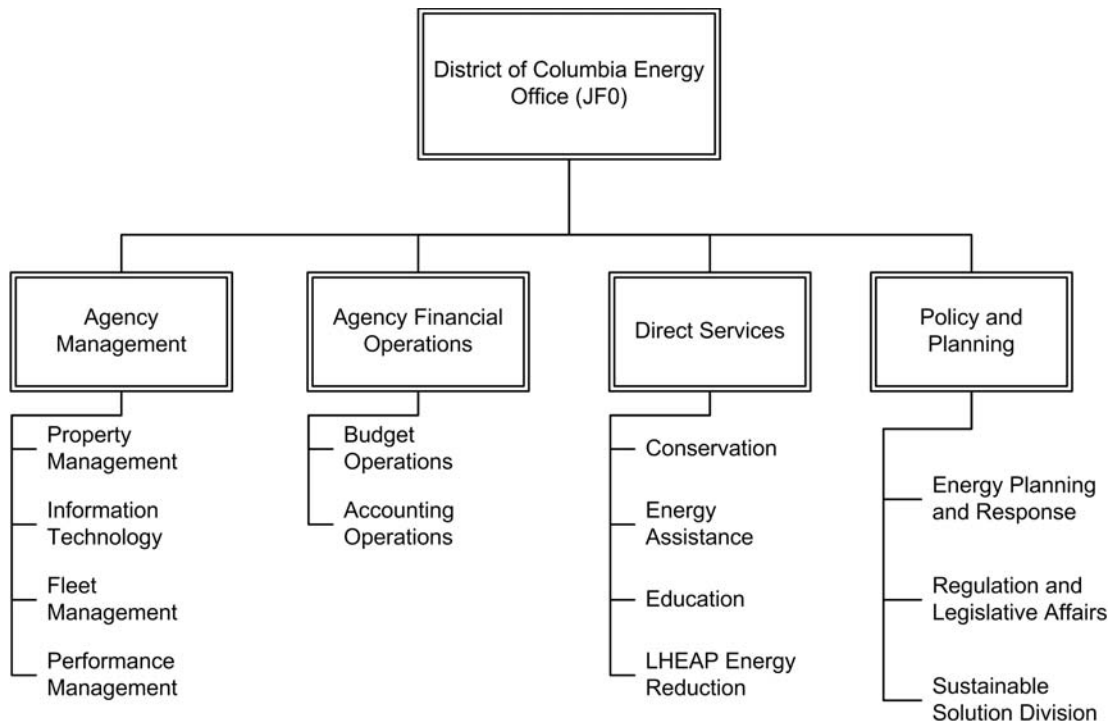 District of Columbia Energy
Office (JF0)
Agency
Management
Agency Financial
Operations
Direct Services
Policy and
Planning
Property
Management
Information
Technology
Fleet
Management
Performance
Management
Budget
Operations
Accounting
Operations
Conservation
Energy
Assistance
Education
LHEAP Energy
Reduction
Energy Planning
and Response
Regulation and
Legislative Affairs
Sustainable
Solution Division